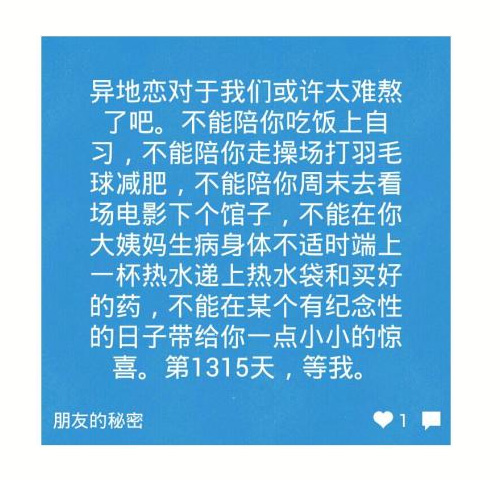 异地恋对于我们或许太难熬
了吧。不能陪你吃饭上自
习，不能陪你走操场打羽毛
球减肥，不能陪你周末去看
场电影下个馆子，不能在你
大姨妈生病身体不适时端上
一杯热水递上热水袋和买好
的药，不能在某个有纪念性
的日子带给你一点小小的惊
喜。第1315天，等我。
朋友的秘密 1